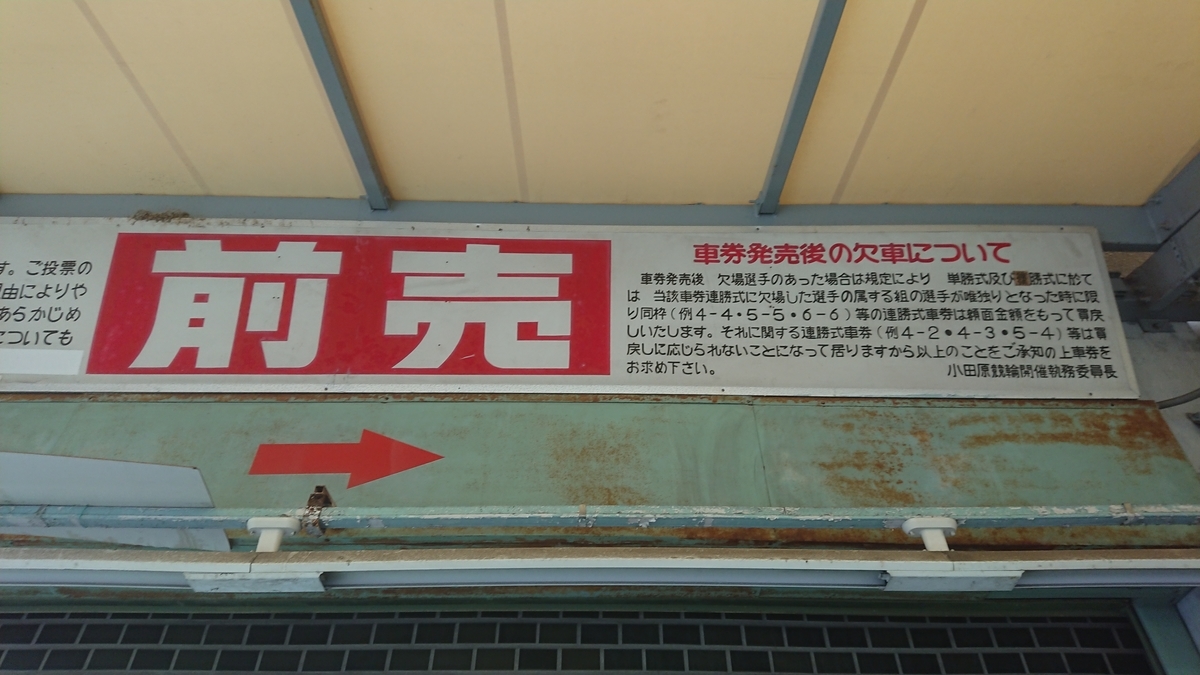 す。ご投票の
由によりや
あらかじめ
についても
前売
車券発売後の欠車について
車券発売後 欠場選手のあった場合は規定により 単勝式及び 勝式に於て
は 当該車券連勝式に欠場した選手の属する組の選手が唯独りとなった時に限
り同枠(例4-4・5-5・6-6)等の連勝式車券は額面金額をもって買戻
しいたします。それに関する連勝式車券(例4-2・4-3・5-4)等は買
戻しに応じられないことになって居りますから以上のことをご承知の上車券を
お求め下さい。
小田原競輪開催執務委員長